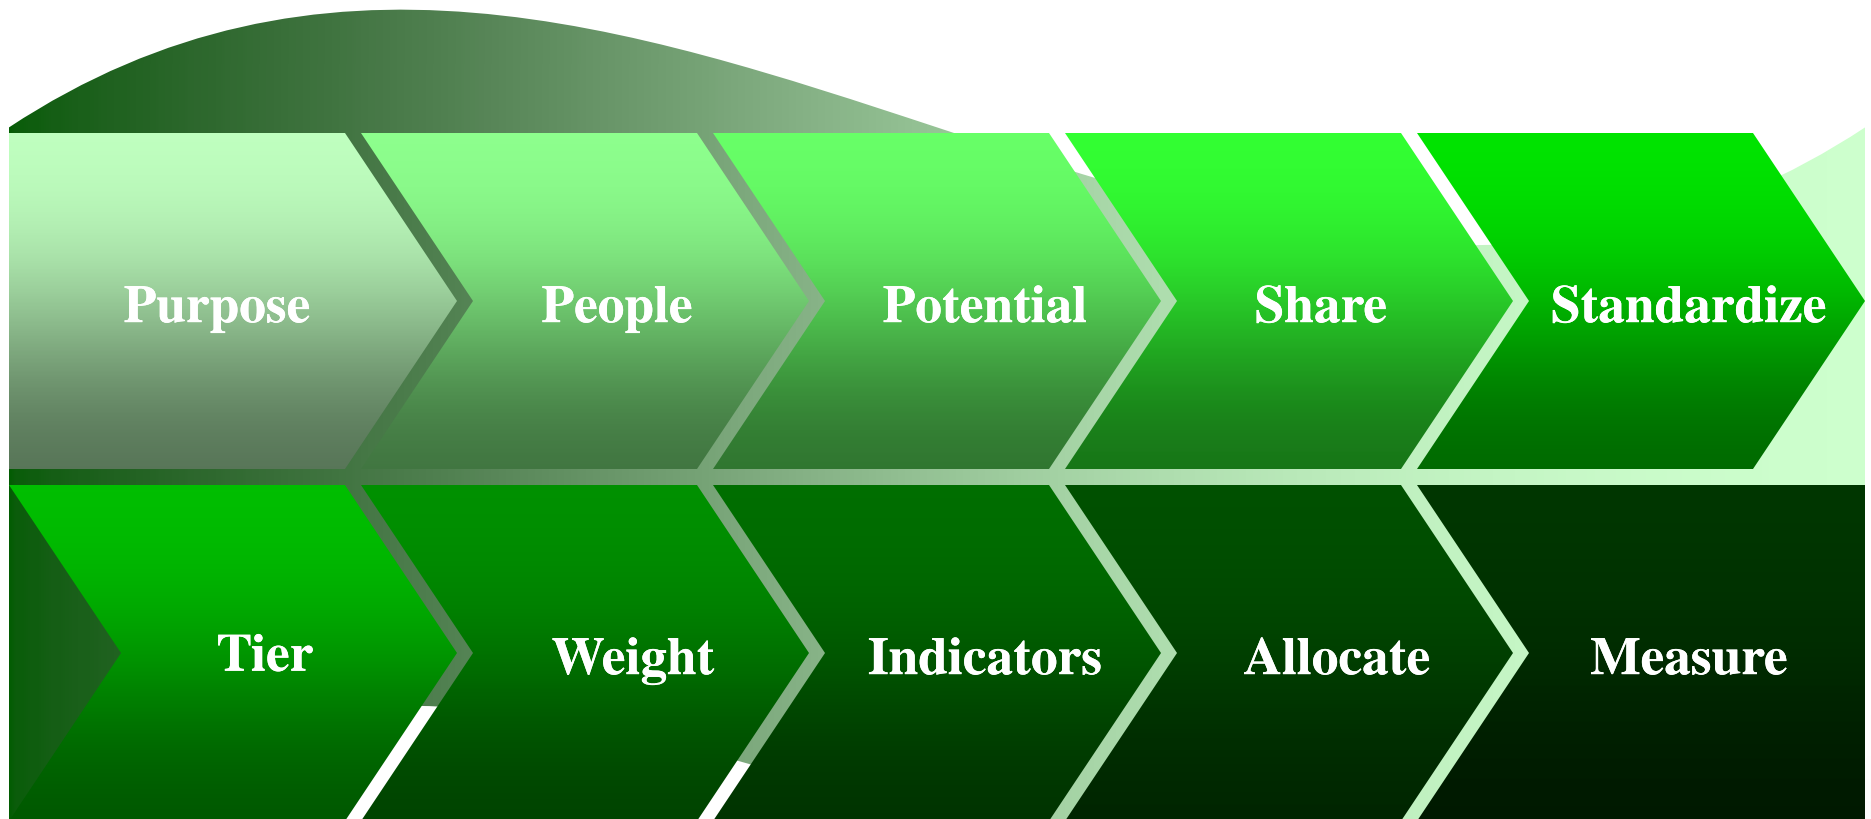 Purpose
People
Potential
Share
Standardize
Tier
Weight
Indicators
Allocate
Measure